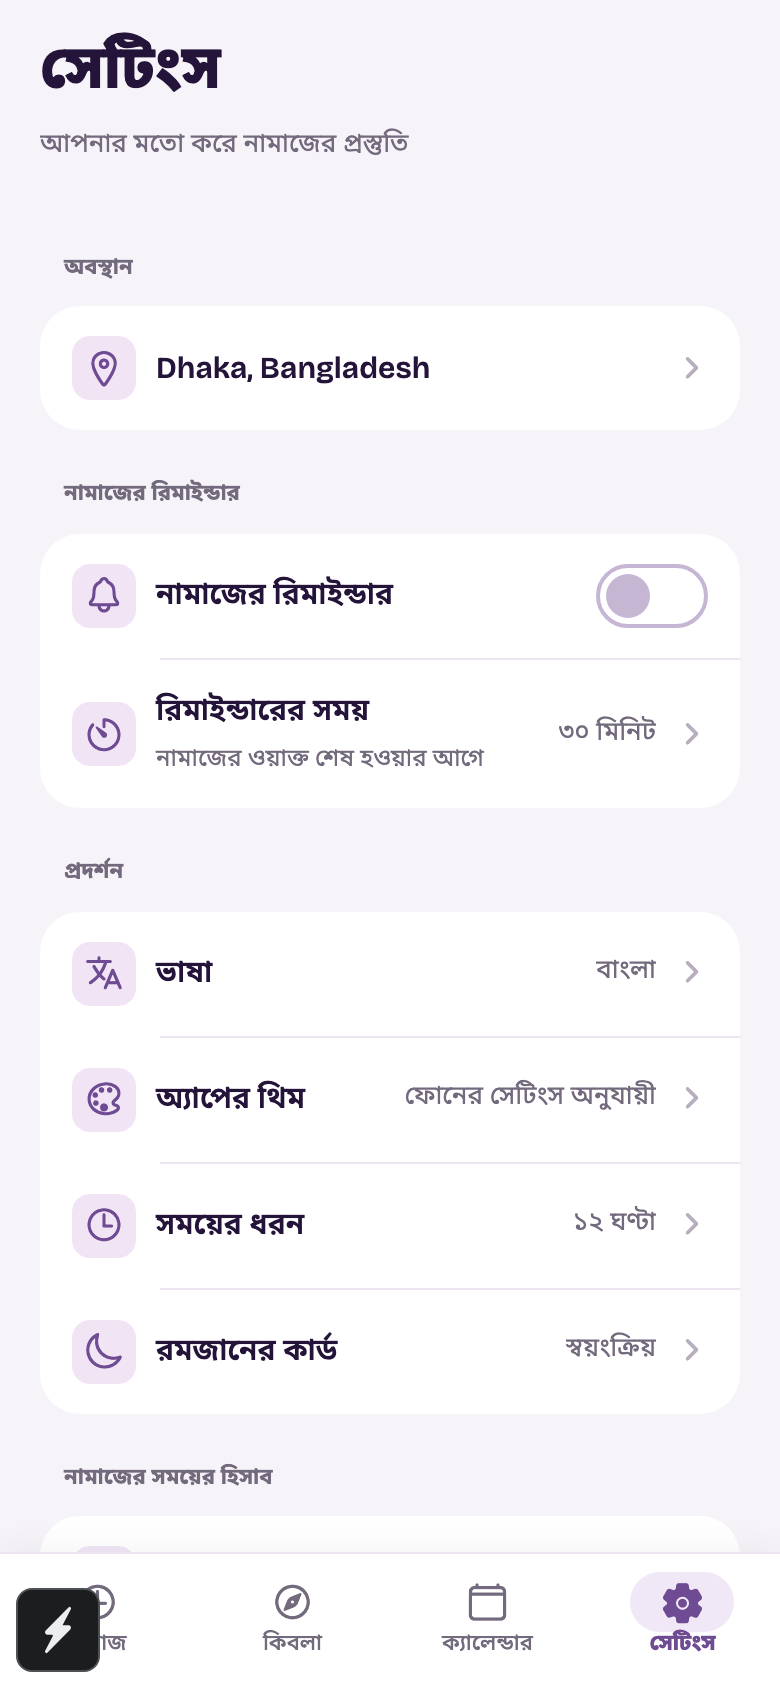 সেটিংস
আপনার মতো করে নামাজের প্রস্তুতি
অবস্থান
Dhaka, Bangladesh
নামাজের রিমাইন্ডার
নামাজের রিমাইন্ডার
রিমাইন্ডারের সময়
৩০ মিনিট
নামাজের ওয়াক্ত শেষ হওয়ার আগে
প্রদর্শন
ভাষা
বাংলা
অ্যাপের থিম
ফোনের সেটিংস অনুযায়ী
সময়ের ধরন
১২ ঘণ্টা
রমজানের কার্ড
স্বয়ংক্রিয়
নামাজের সময়ের হিসাব
কিবলা
ক্যালেন্ডার
সেটিংস